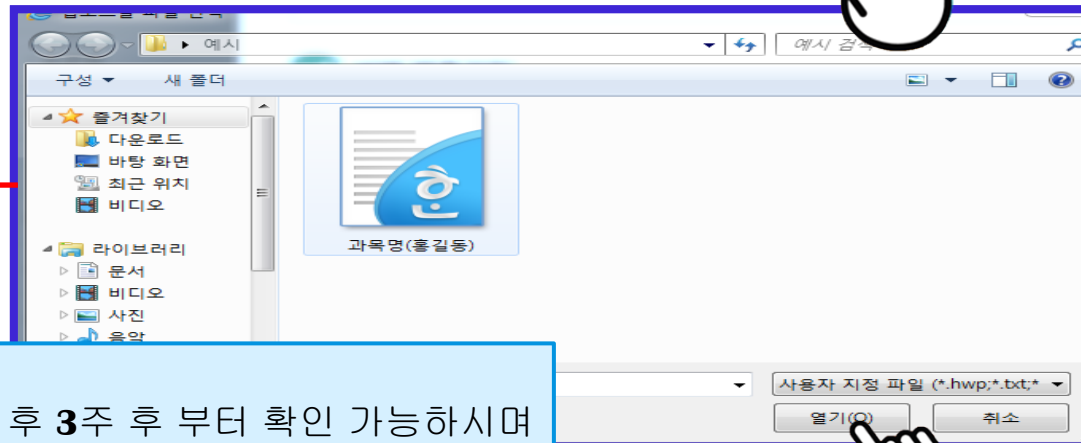 예시
예시 검색
구성
새 폴더
즐겨찾기
다운로드
바탕 화면
최근 위치
비디오
라이브러리
문서
비디오
사진
음악
과목명(홍길동)
사용자 지정 파일 (*.hwp;*.txt;*
열기(O)
취소
후 3주 후 부터 확인 가능하시며